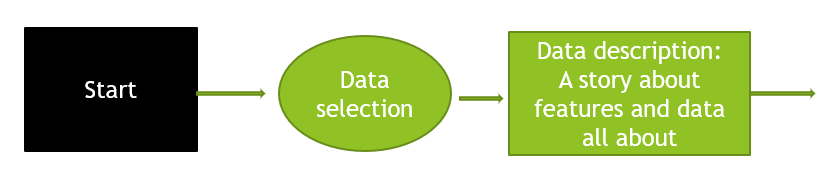 Start
Data
selection
Data description:
A story about
features and data
all about